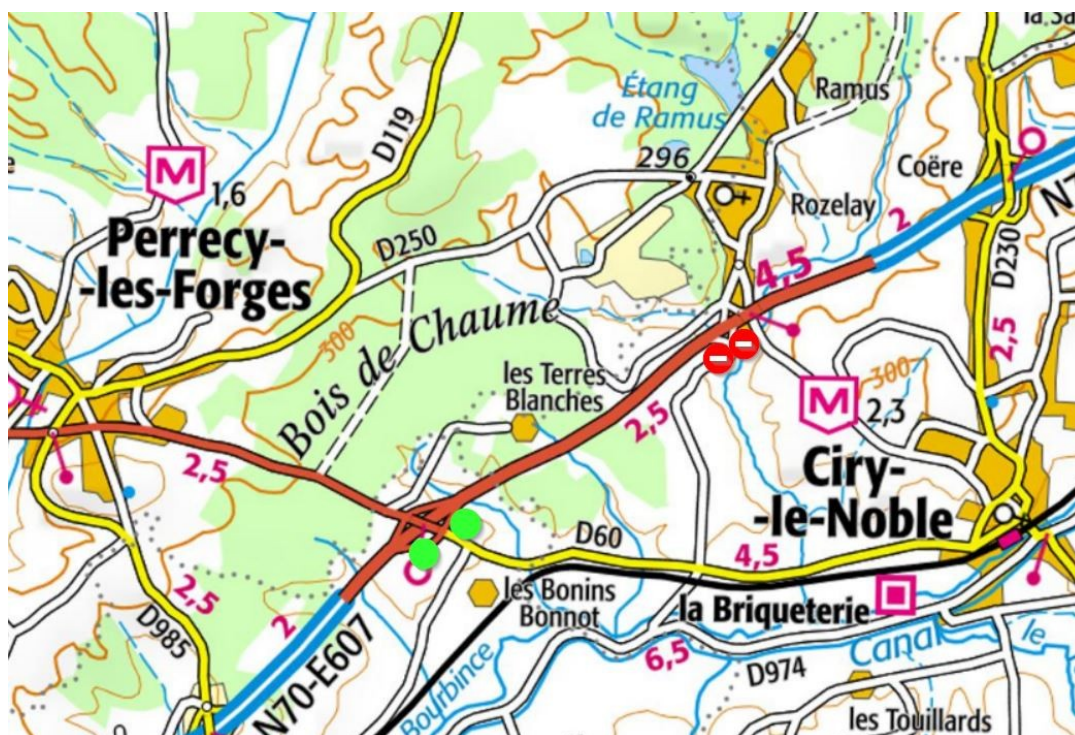 Étang
de Ramus
Ramus
296
Coëre
D119
M
1,6
Perrecy-
-les-Forges
D250
Rozelay
2
4,5
D230
2,5
300
Bois de Chaume
les Terres
Blanches
2,5
300
M
2,3
Ciry-
-le-Noble
2,5
D60
4,5
les Bonins
Bonnot
la Briqueterie
2,5
D985
2
N70-E607
Bourbince
6,5
D974
Canal
le
les Touillards